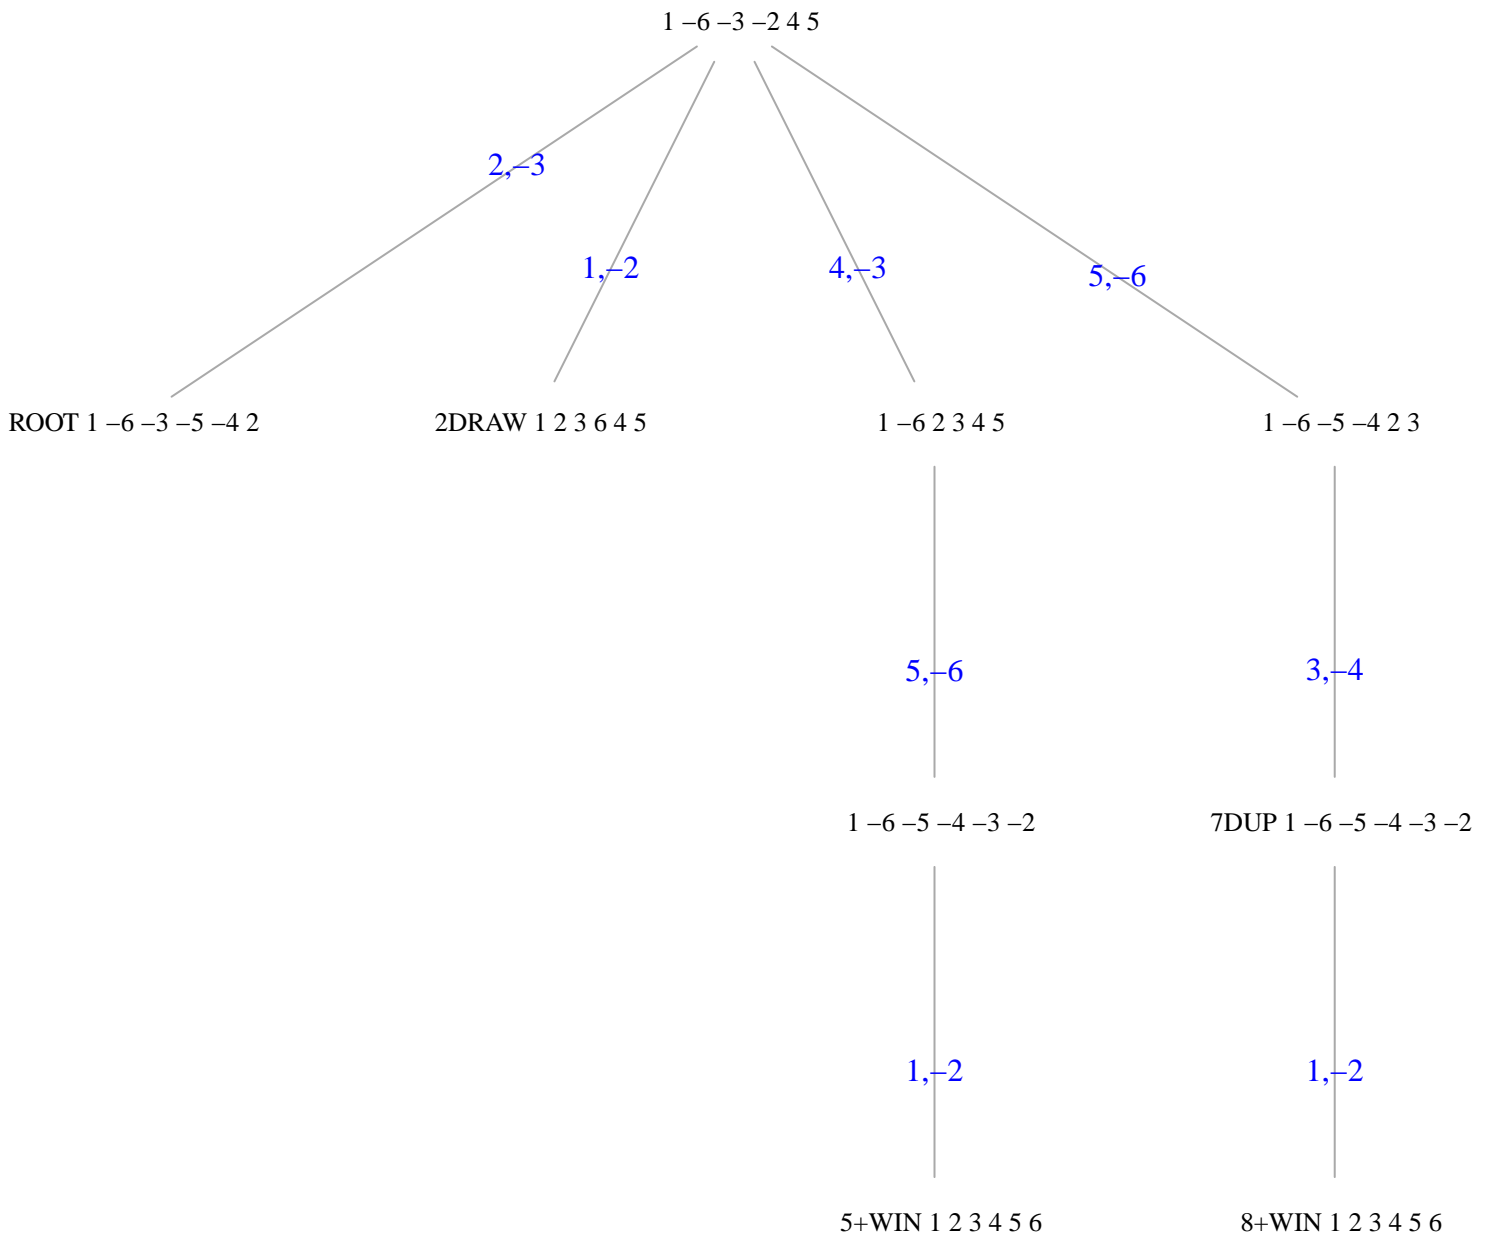 1 –6 –3 –2 4 5
2,–3
1,–2
4,–3
5,–6
ROOT 1 –6 –3 –5 –4 2
2DRAW 1 2 3 6 4 5
1 –6 2 3 4 5
1 –6 –5 –4 2 3
5,–6
3,–4
1 –6 –5 –4 –3 –2
7DUP 1 –6 –5 –4 –3 –2
1,–2
1,–2
5+WIN 1 2 3 4 5 6
8+WIN 1 2 3 4 5 6